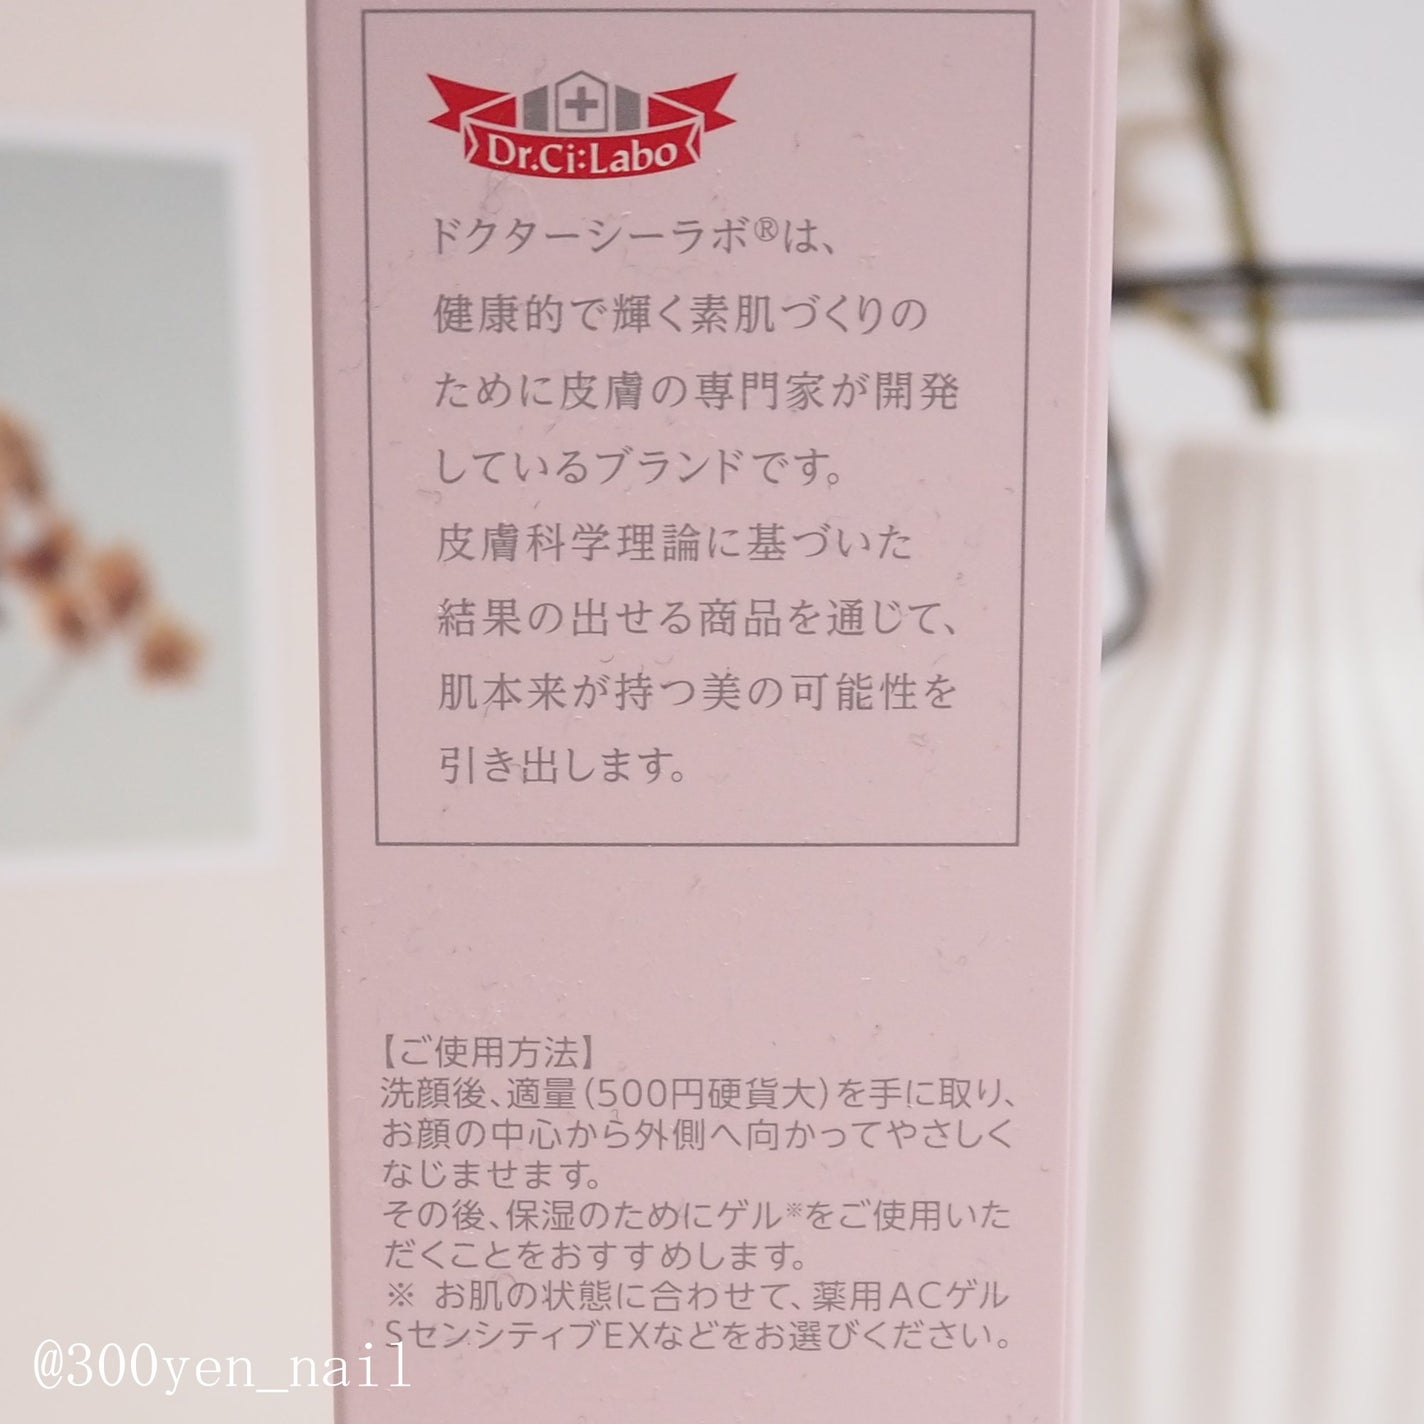 Dr.Ci:Labo
ドクターシーラボ®は、
健康的で輝く素肌づくりの
ために皮膚の専門家が開発
しているブランドです。
皮膚科学理論に基づいた
結果の出せる商品を通じて、
肌本来が持つ美の可能性を
引き出します。
【ご使用方法】
洗顔後、適量(500円硬貨大)を手に取り、
お顔の中心から外側へ向かってやさしく
なじませます。
その後、保湿のためにゲル※をご使用いた
だくことをおすすめします。
※ お肌の状態に合わせて、薬用ACゲル
SセンシティブEXなどをお選びください。
@300yen_nail